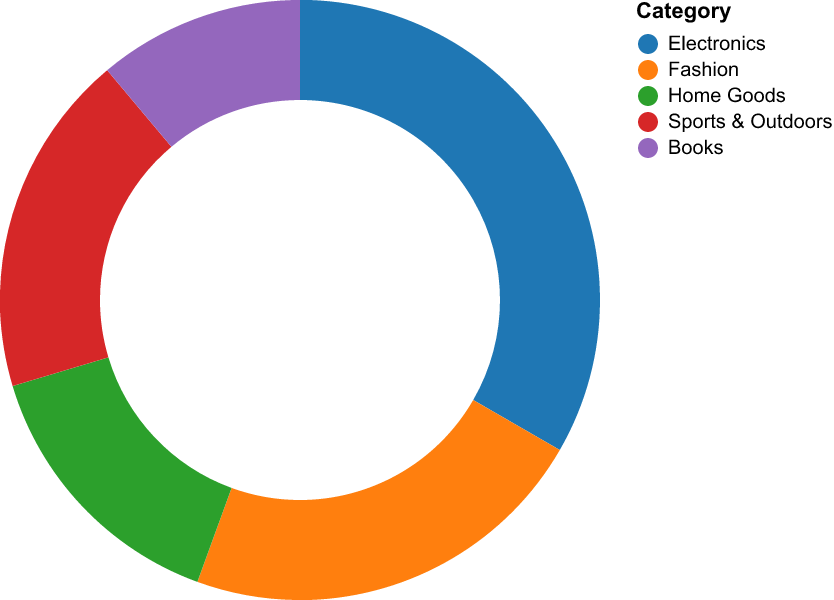 Category
Electronics
Fashion
Home Goods
Sports & Outdoors
Books